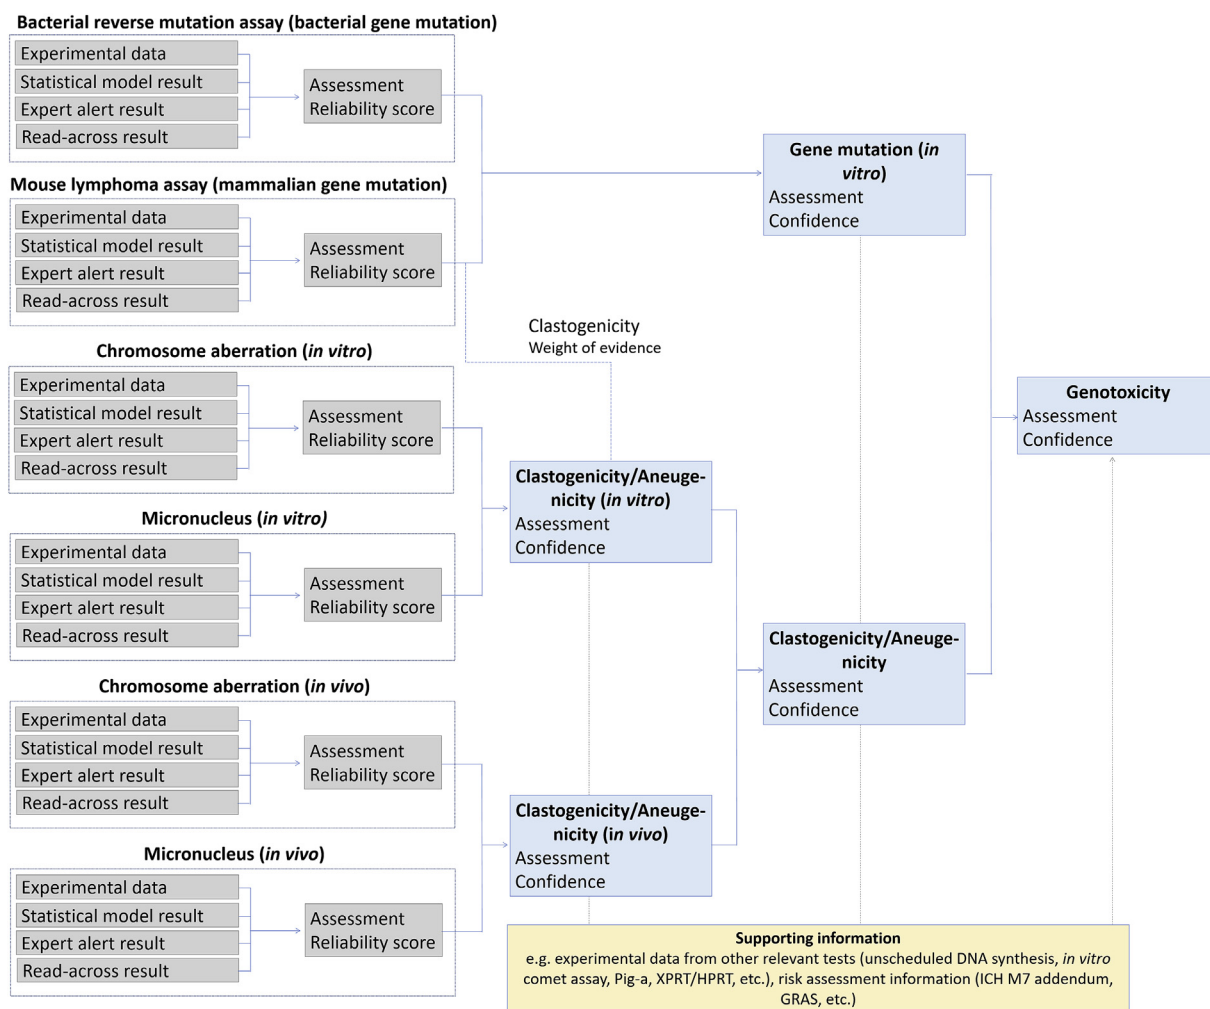 Bacterial reverse mutation assay (bacterial gene mutation)
Experimental data
Statistical model result
Expert alert result
Read-across result
Assessment
Reliability score
Mouse lymphoma assay (mammalian gene mutation)
Experimental data
Statistical model result
Expert alert result
Read-across result
Assessment
Reliability score
Chromosome aberration (in vitro)
Experimental data
Statistical model result
Expert alert result
Read-across result
Assessment
Reliability score
Micronucleus (in vitro)
Experimental data
Statistical model result
Expert alert result
Read-across result
Assessment
Reliability score
Chromosome aberration (in vivo)
Experimental data
Statistical model result
Expert alert result
Read-across result
Assessment
Reliability score
Micronucleus (in vivo)
Experimental data
Statistical model result
Expert alert result
Read-across result
Assessment
Reliability score
Clastogenicity
Weight of evidence
Clastogenicity/Aneuge-
nicity (in vitro)
Assessment
Confidence
Clastogenicity/Aneuge-
nicity (in vivo)
Assessment
Confidence
Gene mutation (in
vitro)
Assessment
Confidence
Clastogenicity/Aneuge-
nicity
Assessment
Confidence
Genotoxicity
Assessment
Confidence
Supporting information
e.g. experimental data from other relevant tests (unscheduled DNA synthesis, in vitro
comet assay, Pig-a, XPRT/HPRT, etc.), risk assessment information (ICH M7 addendum,
GRAS, etc.)